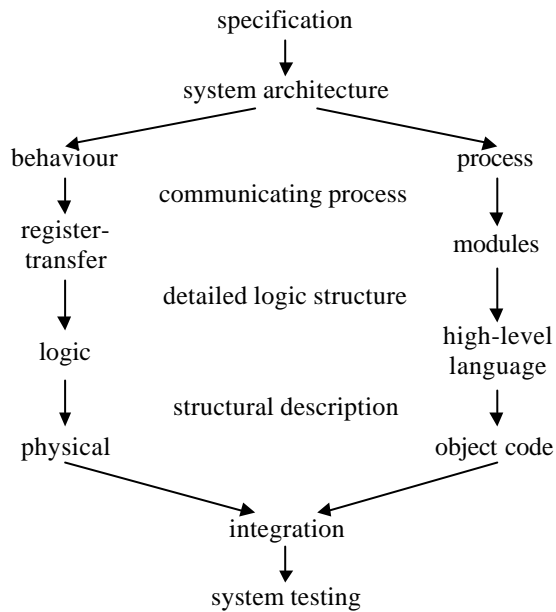 specification
system architecture
behaviour
process
communicating process
register-
transfer
modules
detailed logic structure
logic
high-level
language
structural description
physical
object code
integration
system testing